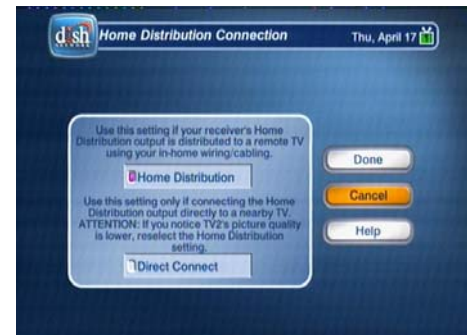 dish
NETWORK
Home Distribution Connection
Thu, April 17
Use this setting if your receiver's Home
Distribution output is distributed to a remote TV
using your in-home wiring/cabling.
Home Distribution
Use this setting only if connecting the Home
Distribution output directly to a nearby TV.
ATTENTION: If you notice TV2's picture quality
is lower, reselect the Home Distribution
setting.
Direct Connect
Done
Cancel
Help